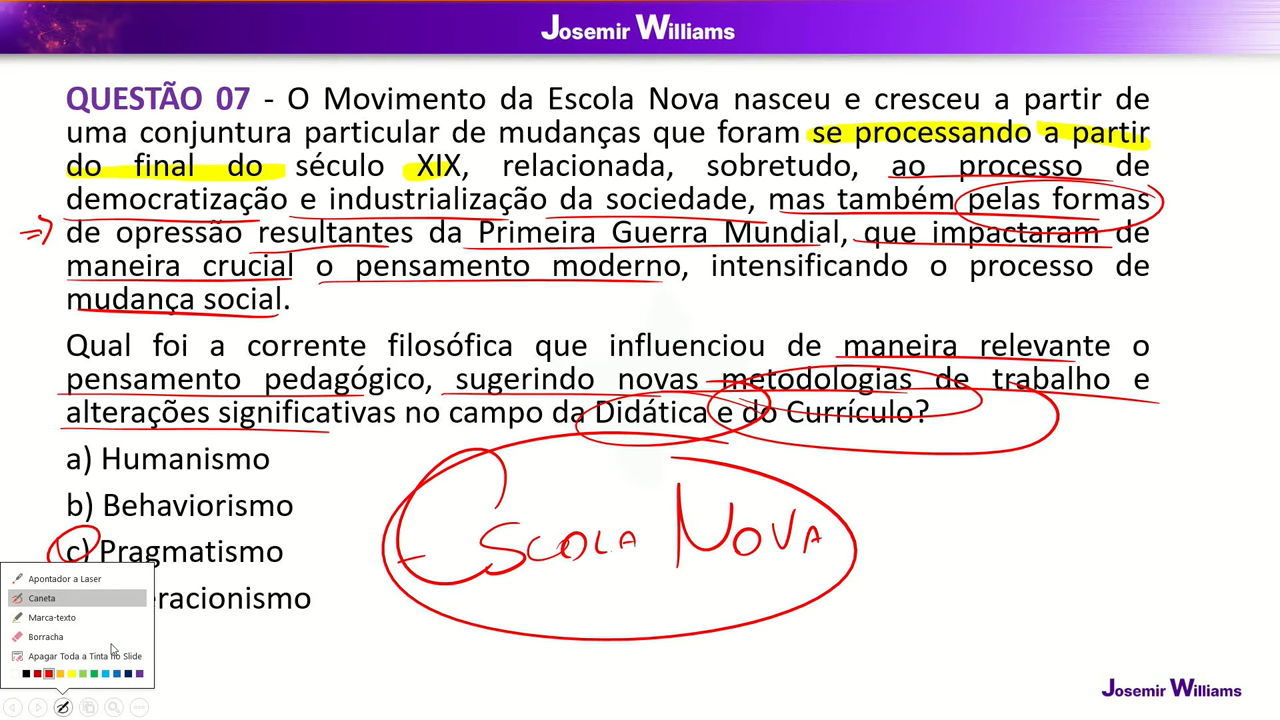 Josemir Williams
QUESTÃO 07 - O Movimento da Escola Nova nasceu e cresceu a partir de
uma conjuntura particular de mudanças que foram se processando a partir
do final do século XIX, relacionada, sobretudo, ao processo de
democratização e industrialização da sociedade, mas também pelas formas
de opressão resultantes da Primeira Guerra Mundial, que impactaram de
maneira crucial o pensamento moderno, intensificando o processo de
mudança social.
Qual foi a corrente filosófica que influenciou de maneira relevante o
pensamento pedagógico, sugerindo novas metodologias de trabalho e
alterações significativas no campo da Didática e do Currículo?
a) Humanismo
b) Behaviorismo
c) Pragmatismo
eracionismo
Escola Nova
Apontador a Laser
Caneta
Marca-texto
Borracha
Apagar Toda a Tinta no Slide
Josemir Williams